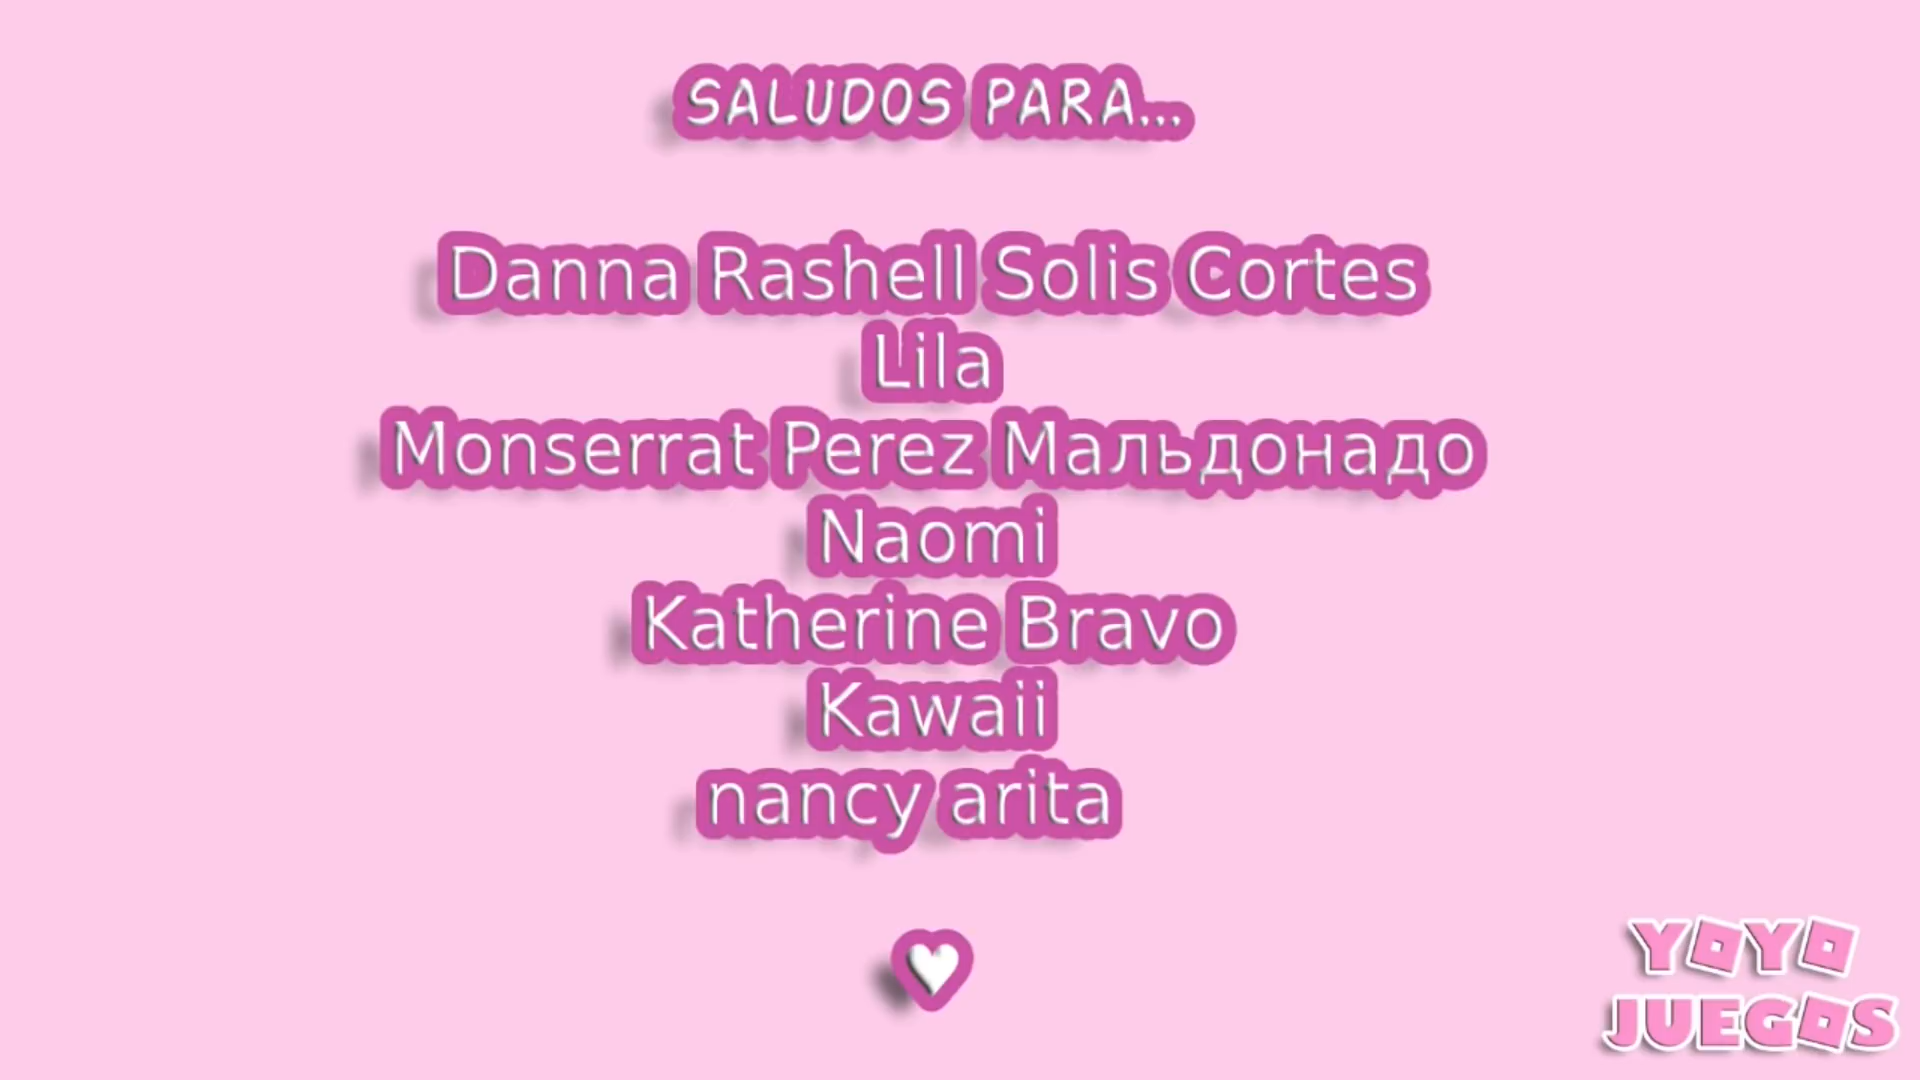 SALUDOS PARA...
Danna Rashell Solis Cortes
Lila
Monserrat Perez Мальдонадо
Naomi
Katherine Bravo
Kawaii
nancy arita
YOYO
JUEGOS